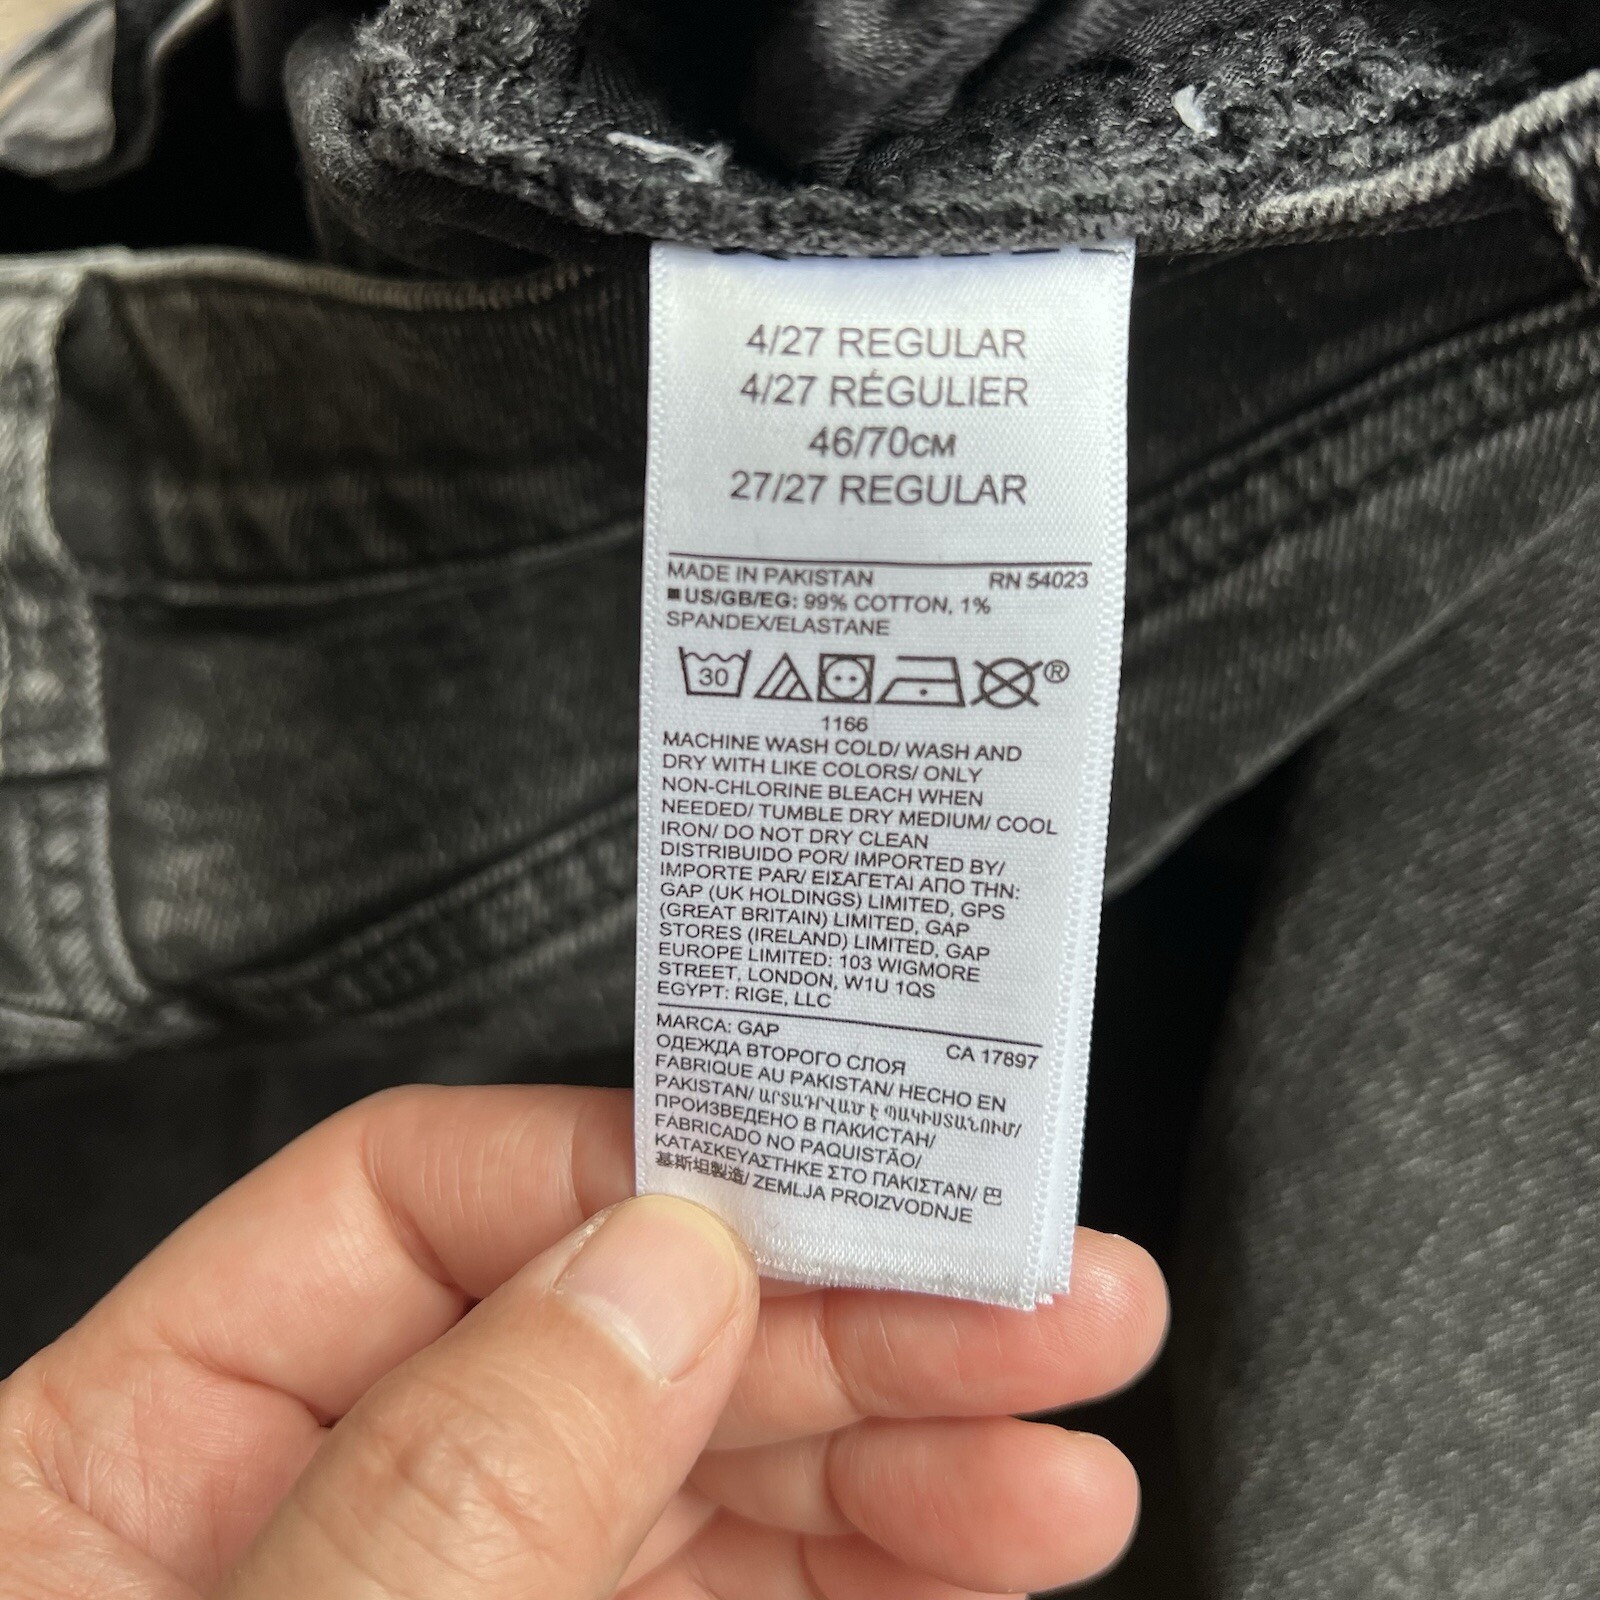 4/27 REGULAR
4/27 RÉGULIER
46/70CM
27/27 REGULAR
MADE IN PAKISTAN RN 54023
■US/GB/EG: 99% COTTON, 1%
SPANDEX/ELASTANE
30 ®
1166
MACHINE WASH COLD/ WASH AND
DRY WITH LIKE COLORS/ ONLY
NON-CHLORINE BLEACH WHEN
NEEDED/ TUMBLE DRY MEDIUM/ COOL
IRON/ DO NOT DRY CLEAN
DISTRIBUIDO POR/ IMPORTED BY/
IMPORTE PAR/ ΕΙΣΑΓΕΤΑΙ ΑΠΟ ΤΗΝ:
GAP (UK HOLDINGS) LIMITED, GPS
(GREAT BRITAIN) LIMITED, GAP
STORES (IRELAND) LIMITED, GAP
EUROPE LIMITED: 103 WIGMORE
STREET, LONDON, W1U 1QS
EGYPT: RIGE, LLC
MARCA: GAP
CA 17897
ОДЕЖДА ВТОРОГО СЛОЯ
FABRIQUE AU PAKISTAN/ HECHO EN
PAKISTAN/ ԱՐՏԱԴՐՎԱԾ Է ՊԱԿԻՍՏԱՆՈՒՄ/
ПРОИЗВЕДЕНО В ПАКИСТАН/
FABRICADO NO PAQUISTÃO/
ΚΑΤΑΣΚΕΥΑΣΤΗΚΕ ΣΤΟ ΠΑΚΙΣΤΑΝ/ 巴
基斯坦製造/ ZEMLJA PROIZVODNJE